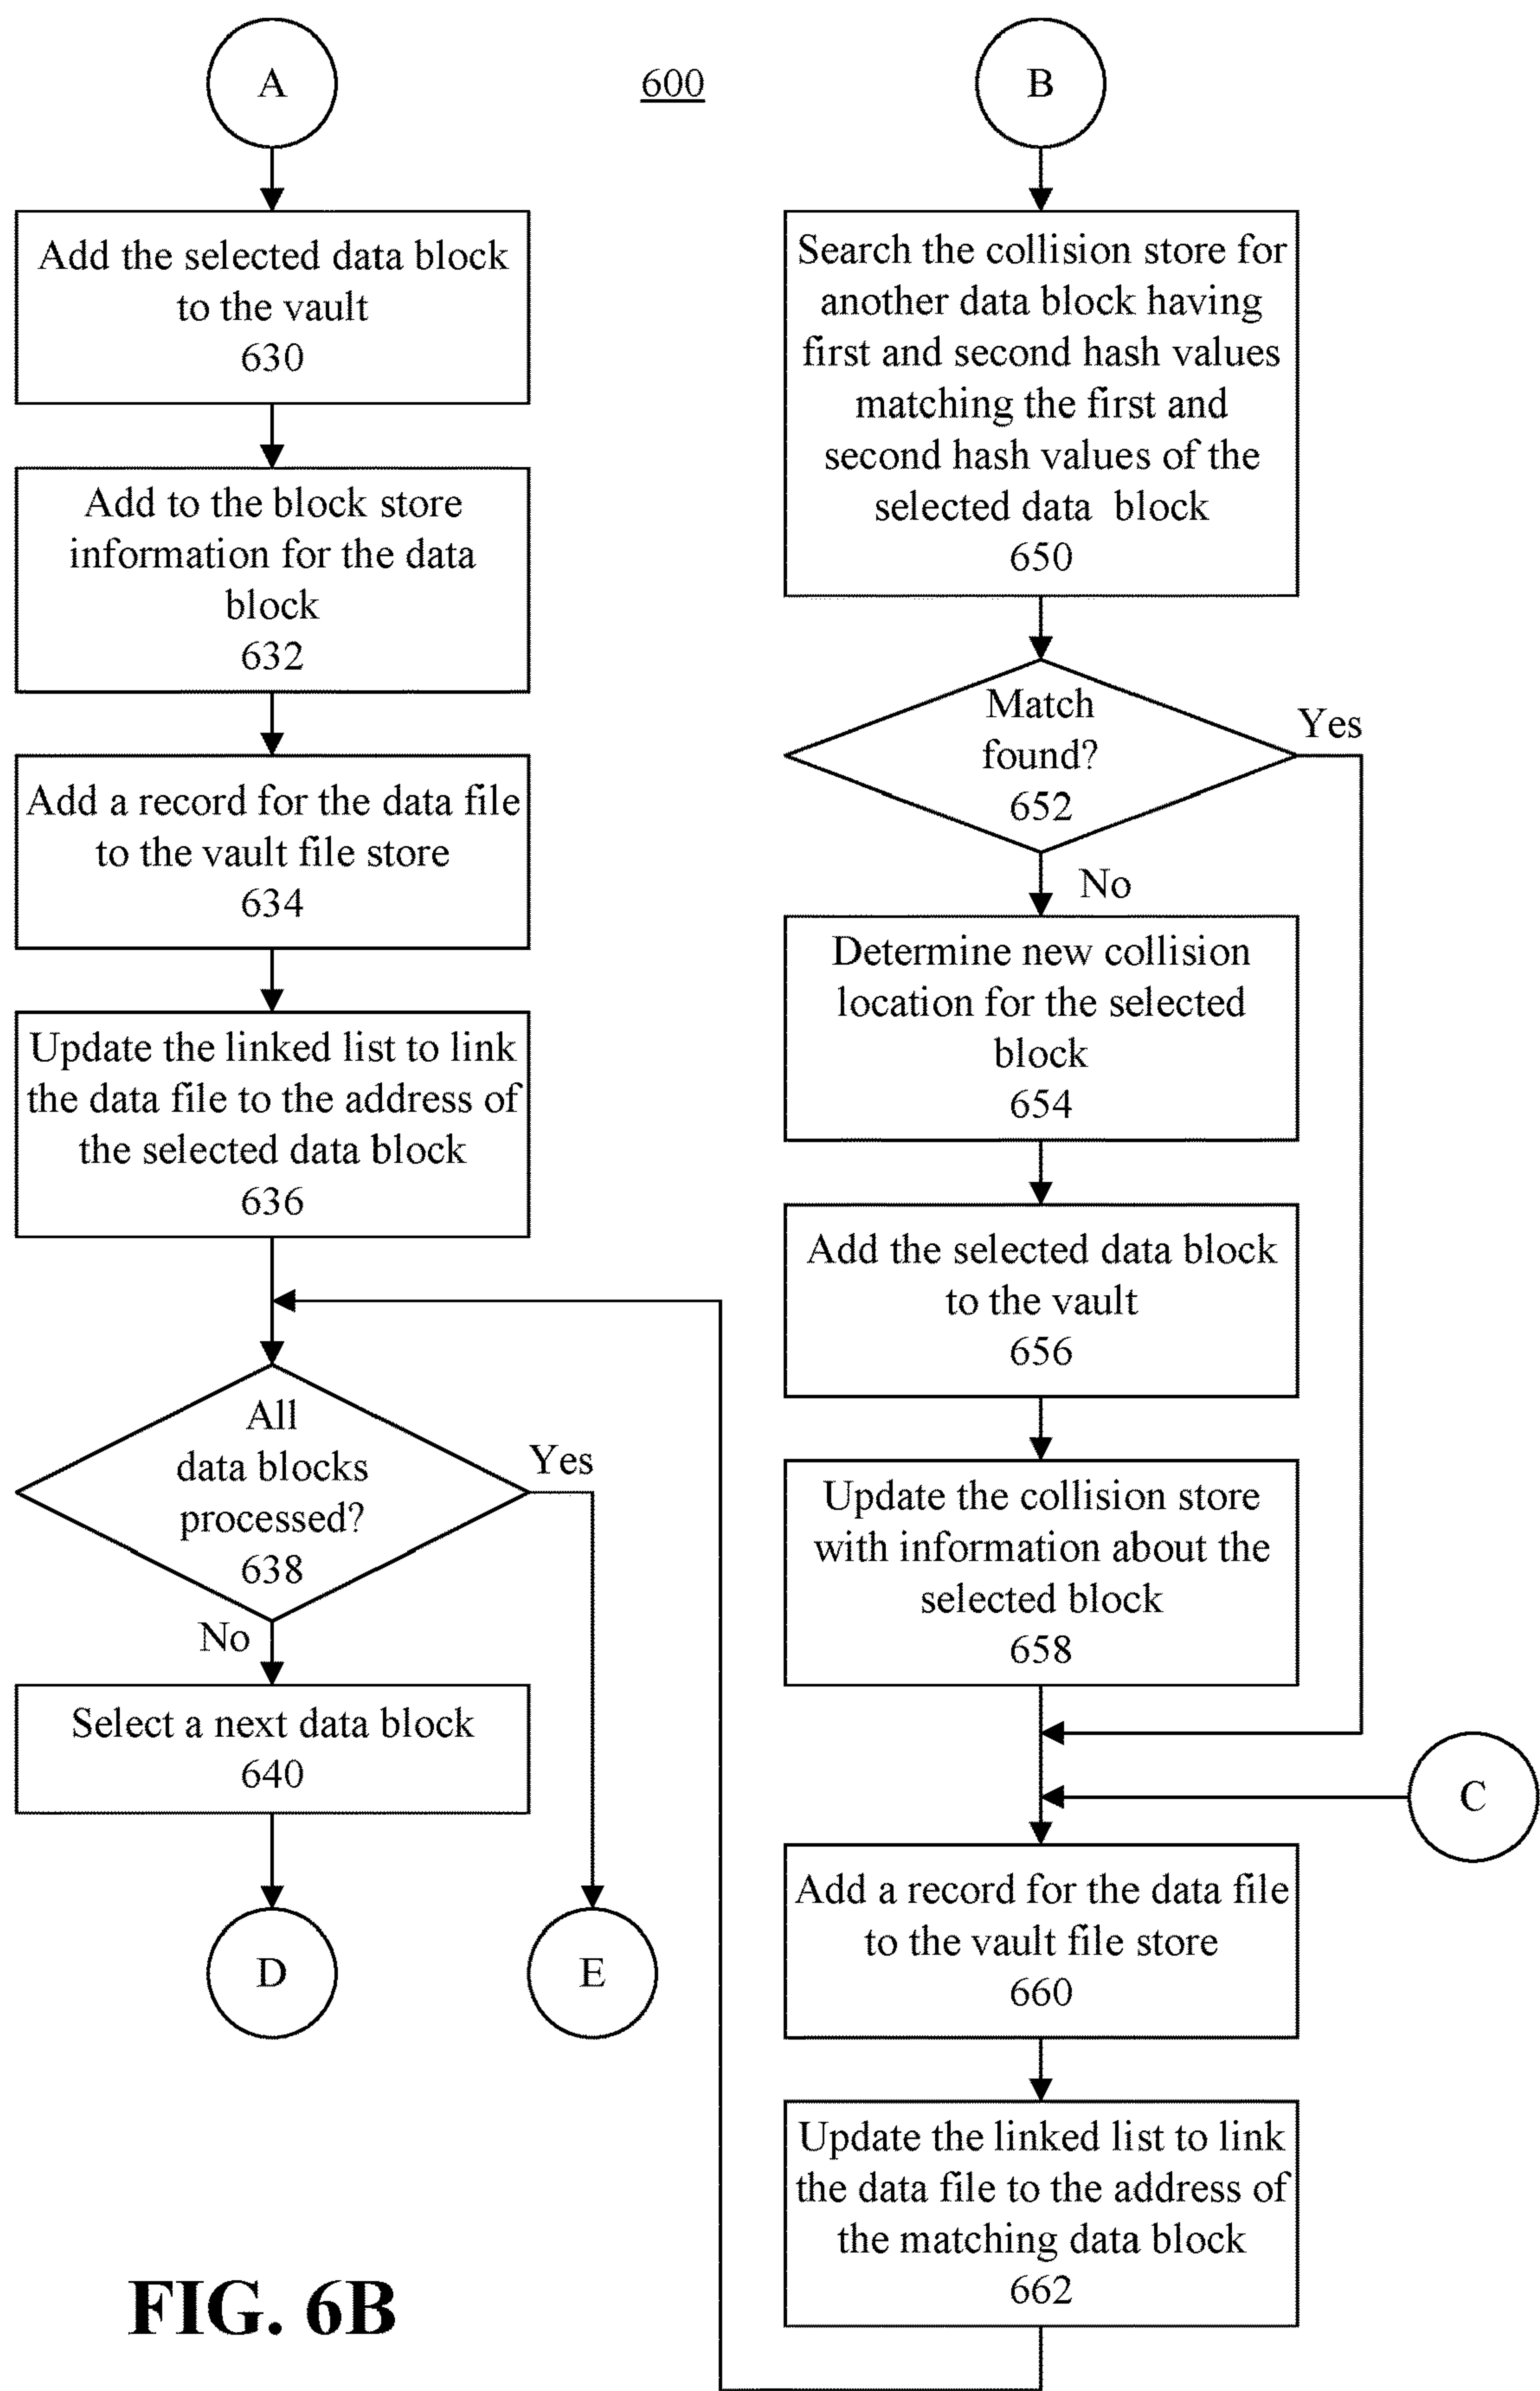 A
600
B
Add the selected data block
to the vault
630
Add to the block store
information for the data
block
632
Add a record for the data file
to the vault file store
634
Update the linked list to link
the data file to the address of
the selected data block
636
All
data blocks
processed?
638
Yes
No
Select a next data block
640
D
E
Search the collision store for
another data block having
first and second hash values
matching the first and
second hash values of the
selected data block
650
Match
found?
652
Yes
No
Determine new collision
location for the selected
block
654
Add the selected data block
to the vault
656
Update the collision store
with information about the
selected block
658
C
Add a record for the data file
to the vault file store
660
Update the linked list to link
the data file to the address of
the matching data block
662
FIG. 6B